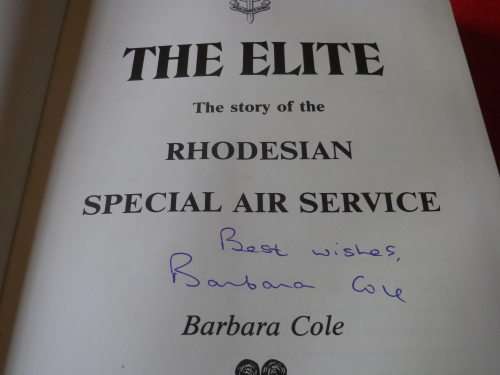 THE ELITE
The story of the
RHODESIAN
SPECIAL AIR SERVICE
Best wishes,
Barbara Cole
Barbara Cole